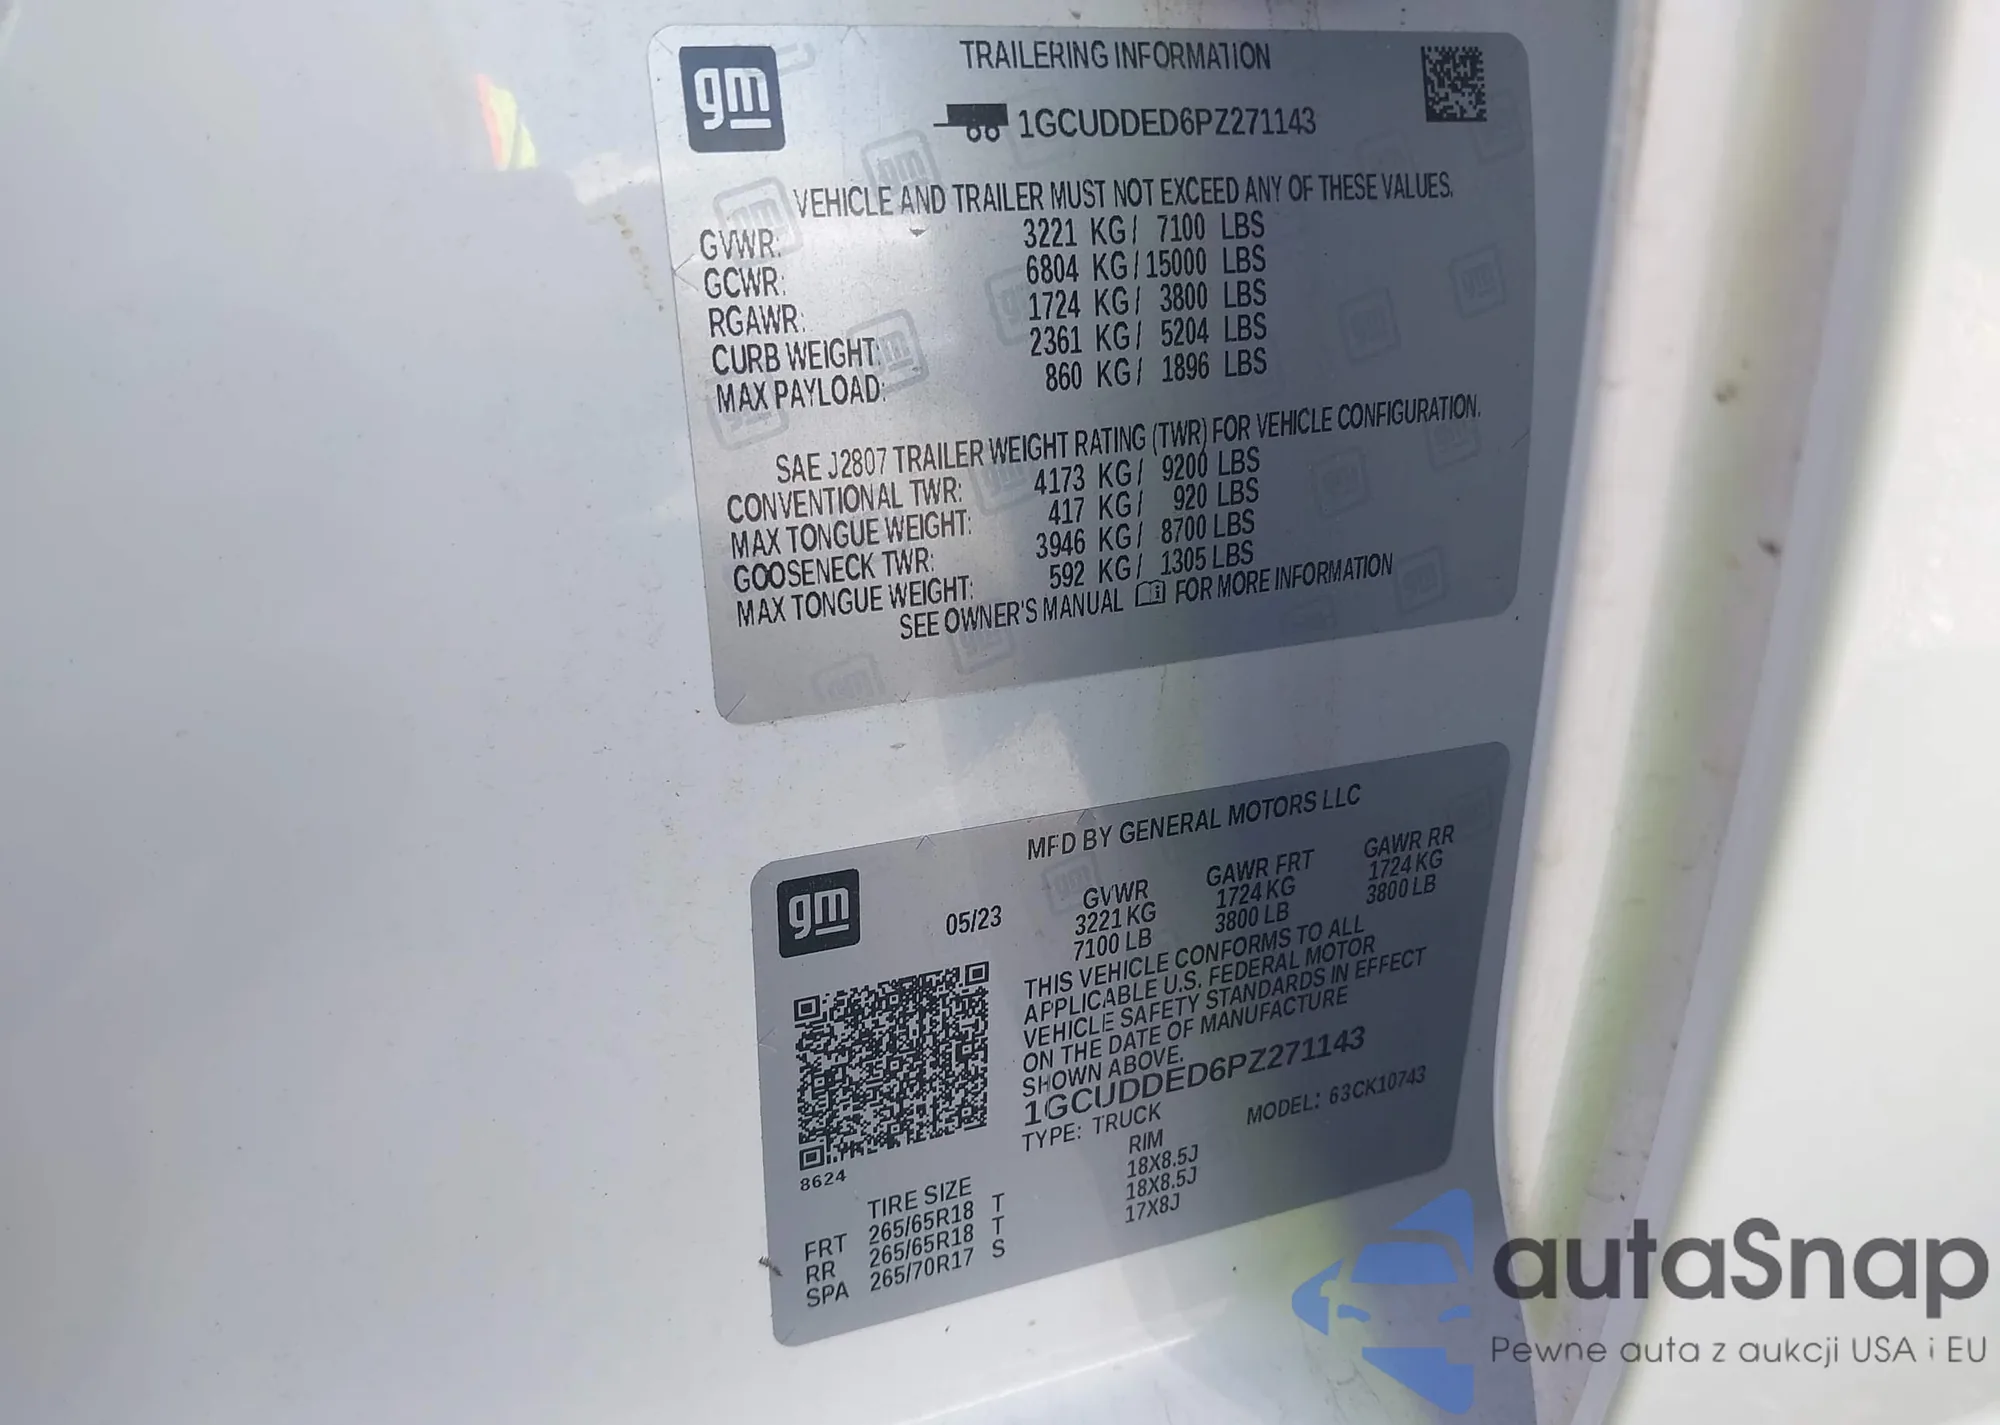 gm
TRAILERING INFORMATION
1GCUDDED6PZ271143
VEHICLE AND TRAILER MUST NOT EXCEED ANY OF THESE VALUES.
GVWR: 3221 KG/ 7100 LBS
GCWR: 6804 KG/15000 LBS
RGAWR: 1724 KG/ 3800 LBS
CURB WEIGHT: 2361 KG/ 5204 LBS
MAX PAYLOAD: 860 KG/ 1896 LBS
SAE J2807 TRAILER WEIGHT RATING (TWR) FOR VEHICLE CONFIGURATION.
CONVENTIONAL TWR: 4173 KG/ 9200 LBS
MAX TONGUE WEIGHT: 417 KG/ 920 LBS
GOOSENECK TWR: 3946 KG/ 8700 LBS
MAX TONGUE WEIGHT: 592 KG/ 1305 LBS
SEE OWNER'S MANUAL FOR MORE INFORMATION
gm
MFD BY GENERAL MOTORS LLC
05/23 GVWR GAWR FRT GAWR RR
3221 KG 1724 KG 1724 KG
7100 LB 3800 LB 3800 LB
THIS VEHICLE CONFORMS TO ALL
APPLICABLE U.S. FEDERAL MOTOR
VEHICLE SAFETY STANDARDS IN EFFECT
ON THE DATE OF MANUFACTURE
SHOWN ABOVE.
1GCUDDED6PZ271143
TYPE: TRUCK MODEL: 63CK10743
8624
TIRE SIZE RIM
FRT 265/65R18 T 18X8.5J
RR 265/65R18 T 18X8.5J
SPA 265/70R17 S 17X8J
autaSnap
Pewne auta z aukcji USA i EU